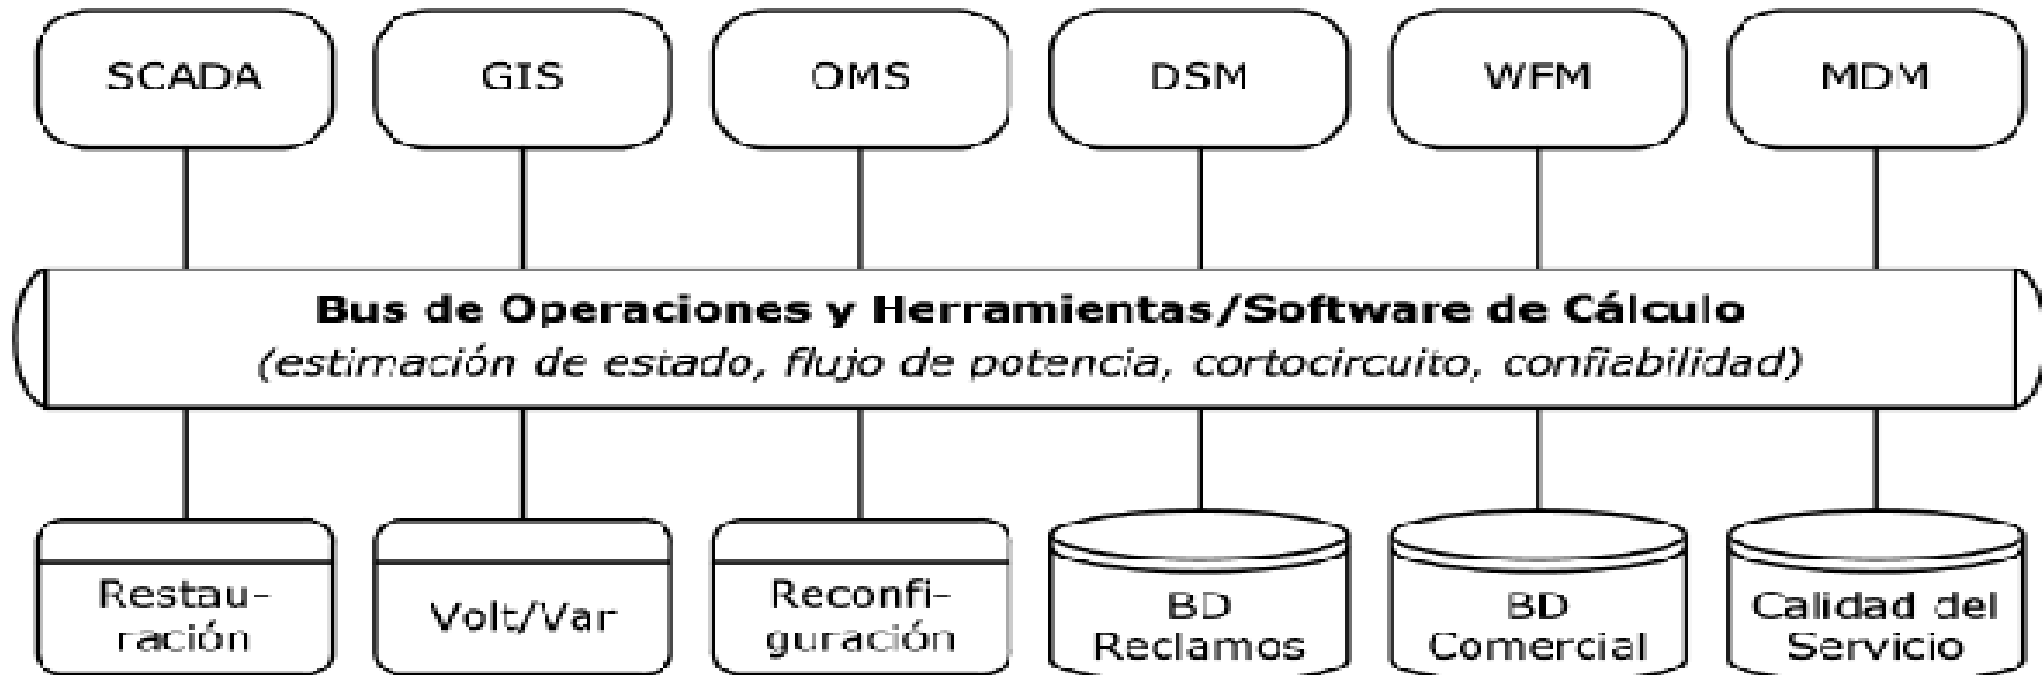 SCADA
GIS
OMS
DSM
WFM
MDM
Bus de Operaciones y Herramientas/Software de Cálculo
(estimación de estado, flujo de potencia, cortocircuito, confiabilidad)
Restau-
ración
Volt/Var
Reconfi-
guración
BD
Reclamos
BD
Comercial
Calidad del
Servicio